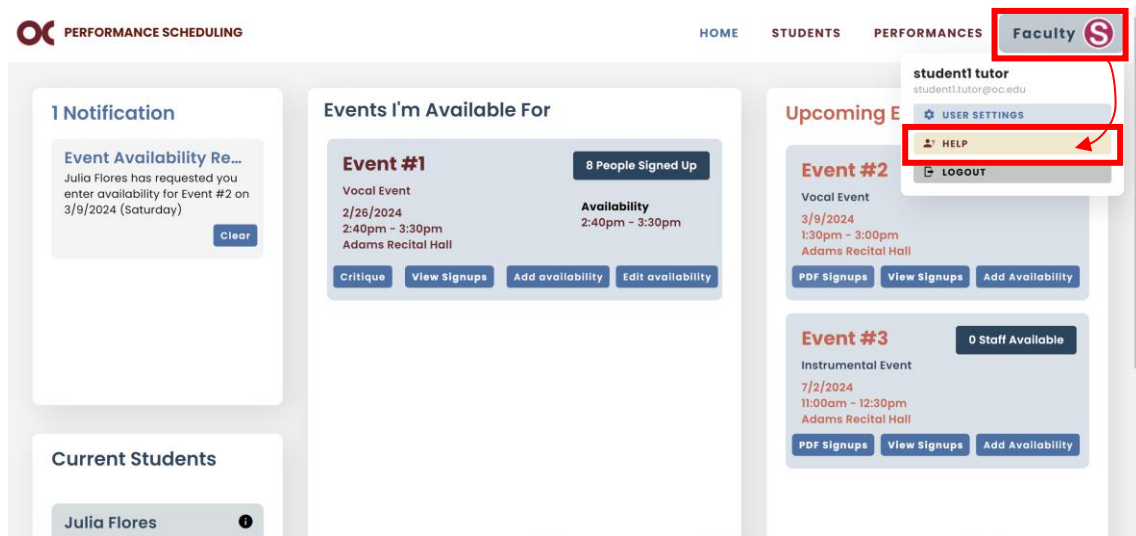 OC PERFORMANCE SCHEDULING
HOME STUDENTS PERFORMANCES Faculty S
student1 tutor
student1.tutor@oc.edu
USER SETTINGS
HELP
LOGOUT
1 Notification
Event Availability Re...
Julia Flores has requested you
enter availability for Event #2 on
3/9/2024 (Saturday)
Clear
Current Students
Julia Flores
Events I'm Available For
Event #1
8 People Signed Up
Vocal Event
2/26/2024
2:40pm - 3:30pm
Adams Recital Hall
Availability
2:40pm - 3:30pm
Critique View Signups Add availability Edit availability
Upcoming E
Event #2
Vocal Event
3/9/2024
1:30pm - 3:00pm
Adams Recital Hall
PDF Signups View Signups Add Availability
Event #3
0 Staff Available
Instrumental Event
7/2/2024
11:00am - 12:30pm
Adams Recital Hall
PDF Signups View Signups Add Availability